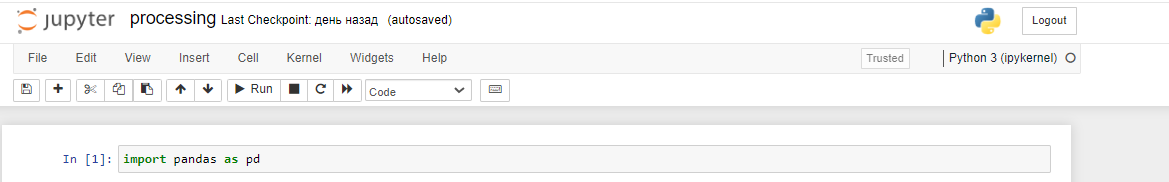 jupyter processing Last Checkpoint: день назад (autosaved) Logout
File Edit View Insert Cell Kernel Widgets Help Trusted Python 3 (ipykernel)
Run Code
In [1]: import pandas as pd